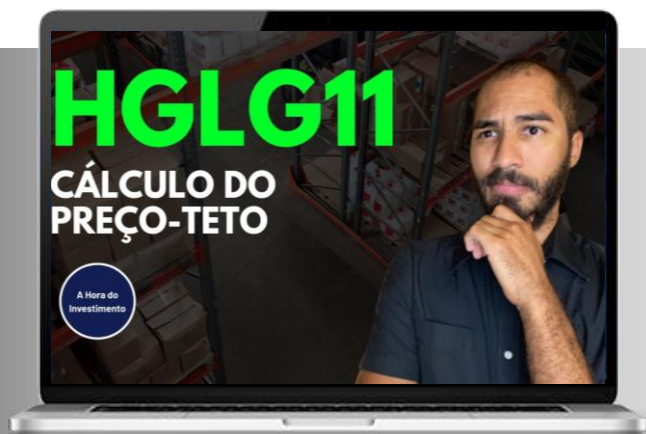 HGLG11
CÁLCULO DO
PREÇO-TETO
A Hora do
Investimento